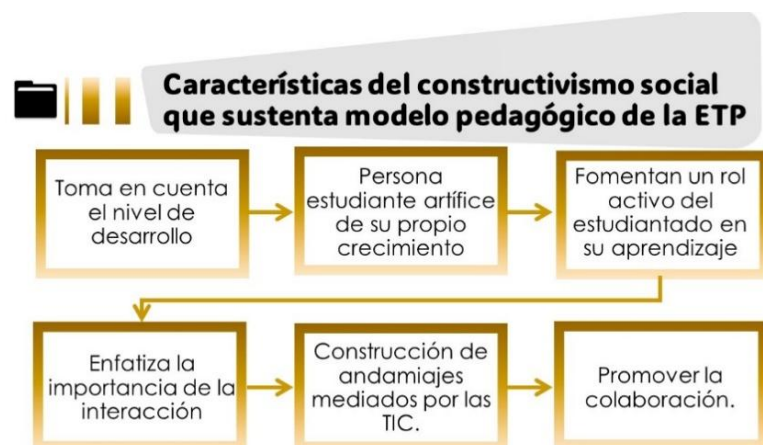 Características del constructivismo social
que sustenta modelo pedagógico de la ETP
Toma en cuenta
el nivel de
desarrollo
Persona
estudiante artífice
de su propio
crecimiento
Fomentan un rol
activo del
estudiantado en
su aprendizaje
Enfatiza la
importancia de la
interacción
Construcción de
andamiajes
mediados por las
TIC.
Promover la
colaboración.